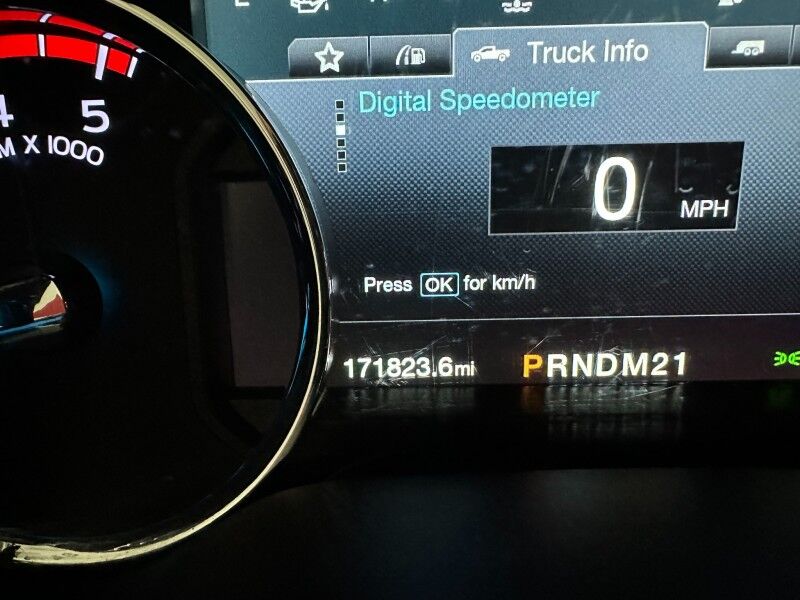 Truck Info
Digital Speedometer
4 5
X 1000
0 MPH
Press OK for km/h
171823.6mi PRNDM21